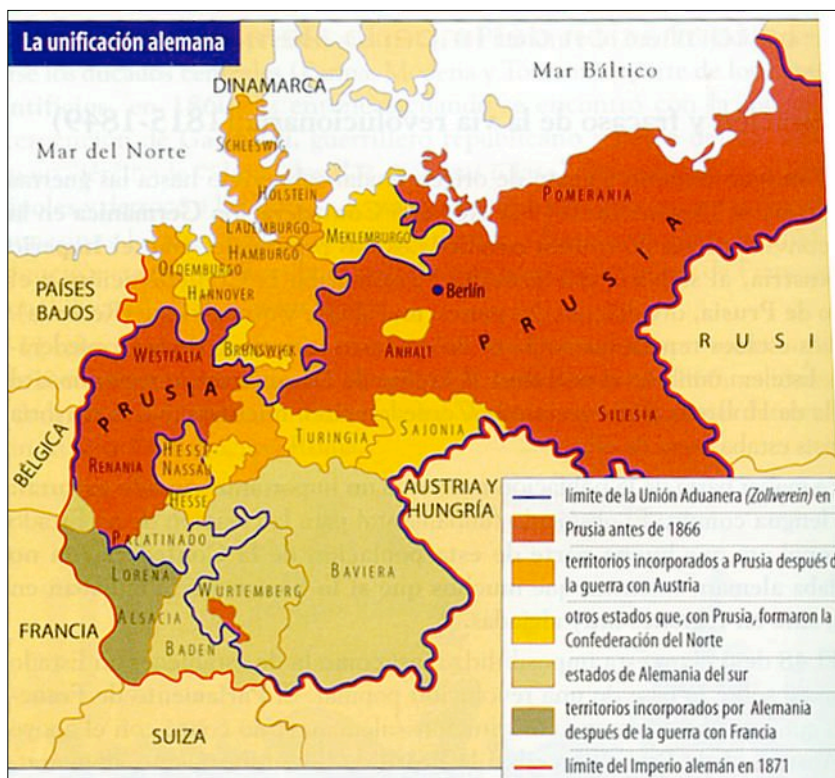 La unificación alemana
DINAMARCA
Mar Báltico
Mar del Norte
SCHLESWIG
HOLSTEIN
LAUEMBURGO
HAMBURGO
MEKLEMBURGO
POMERANIA
PRUSIA
OLDEMBURGO
HANNOVER
Berlín
PAÍSES
BAJOS
RUSI
WESTFALIA
BRUNSWICK
ANHALT
PRUSIA
BÉLGICA
RENANIA
HESSE
NASSAU
HESSE
TURINGIA
SAJONIA
SILESIA
PALATINADO
AUSTRIA Y
HUNGRÍA
LORENA
ALSACIA
WURTEMBERG
BAVIERA
BADEN
FRANCIA
SUIZA
límite de la Unión Aduanera (Zollverein) en
Prusia antes de 1866
territorios incorporados a Prusia después d
la guerra con Austria
otros estados que, con Prusia, formaron la
Confederación del Norte
estados de Alemania del sur
territorios incorporados por Alemania
después de la guerra con Francia
límite del Imperio alemán en 1871